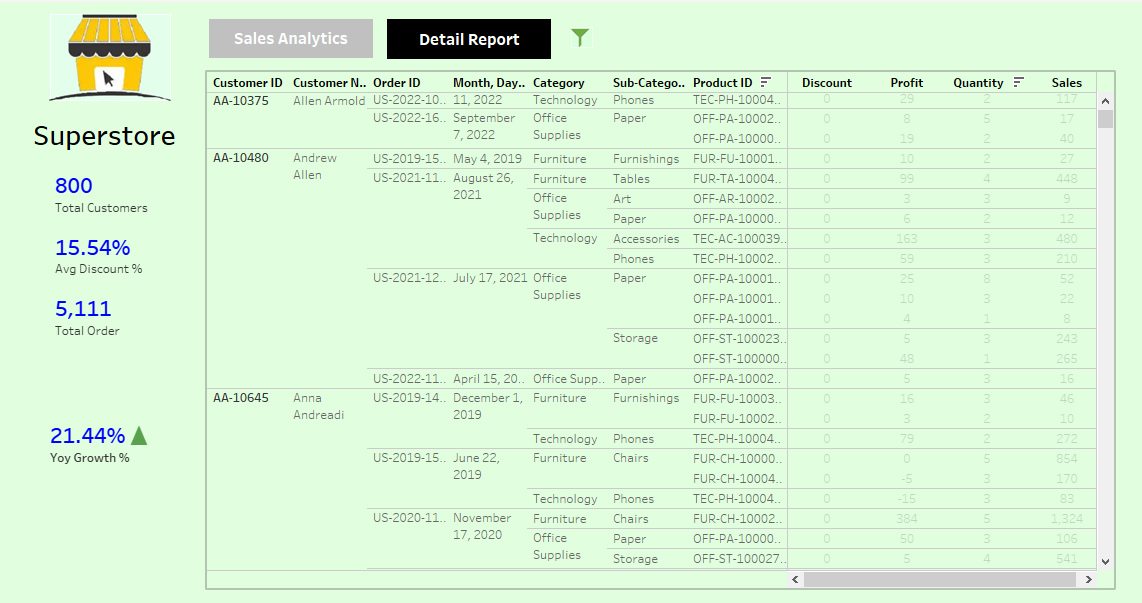 Sales Analytics
Detail Report
Superstore
800
Total Customers
15.54%
Avg Discount %
5,111
Total Order
21.44%
Yoy Growth %
Customer ID Customer N.. Order ID Month, Day.. Category Sub-Catego.. Product ID Discount Profit Quantity Sales
AA-10375 Allen Armold US-2022-10.. 11, 2022 Technology Phones TEC-PH-10004.. 0 29 2 117
US-2022-16.. September Office Paper OFF-PA-10002.. 0 8 5 17
7, 2022 Supplies OFF-PA-10000.. 0 19 2 40
AA-10480 Andrew US-2019-15.. May 4, 2019 Furniture Furnishings FUR-FU-10001.. 0 10 2 27
Allen US-2021-11.. August 26, Furniture Tables FUR-TA-10004.. 0 99 4 448
2021 Office Art OFF-AR-10002.. 0 3 3 9
Supplies Paper OFF-PA-10000.. 0 6 2 12
Technology Accessories TEC-AC-100039.. 0 163 3 480
Phones TEC-PH-10002.. 0 59 3 210
US-2021-12.. July 17, 2021 Office Paper OFF-PA-10001.. 0 25 8 52
Supplies OFF-PA-10001.. 0 10 3 22
OFF-PA-10001.. 0 4 1 8
Storage OFF-ST-100023.. 0 5 3 243
OFF-ST-100000.. 0 48 1 265
US-2022-11.. April 15, 20.. Office Supp.. Paper OFF-PA-10002.. 0 5 3 16
AA-10645 Anna US-2019-14.. December 1, Furniture Furnishings FUR-FU-10003.. 0 16 3 46
Andreadi 2019 FUR-FU-10002.. 0 3 2 10
Technology Phones TEC-PH-10004.. 0 79 2 272
US-2019-15.. June 22, Furniture Chairs FUR-CH-10000.. 0 0 5 854
2019 FUR-CH-10004.. 0 -5 3 170
Technology Phones TEC-PH-10004.. 0 -15 3 83
US-2020-11.. November Furniture Chairs FUR-CH-10002.. 0 384 5 1,324
17, 2020 Office Paper OFF-PA-10000.. 0 50 3 106
Supplies Storage OFF-ST-100027.. 0 5 4 541